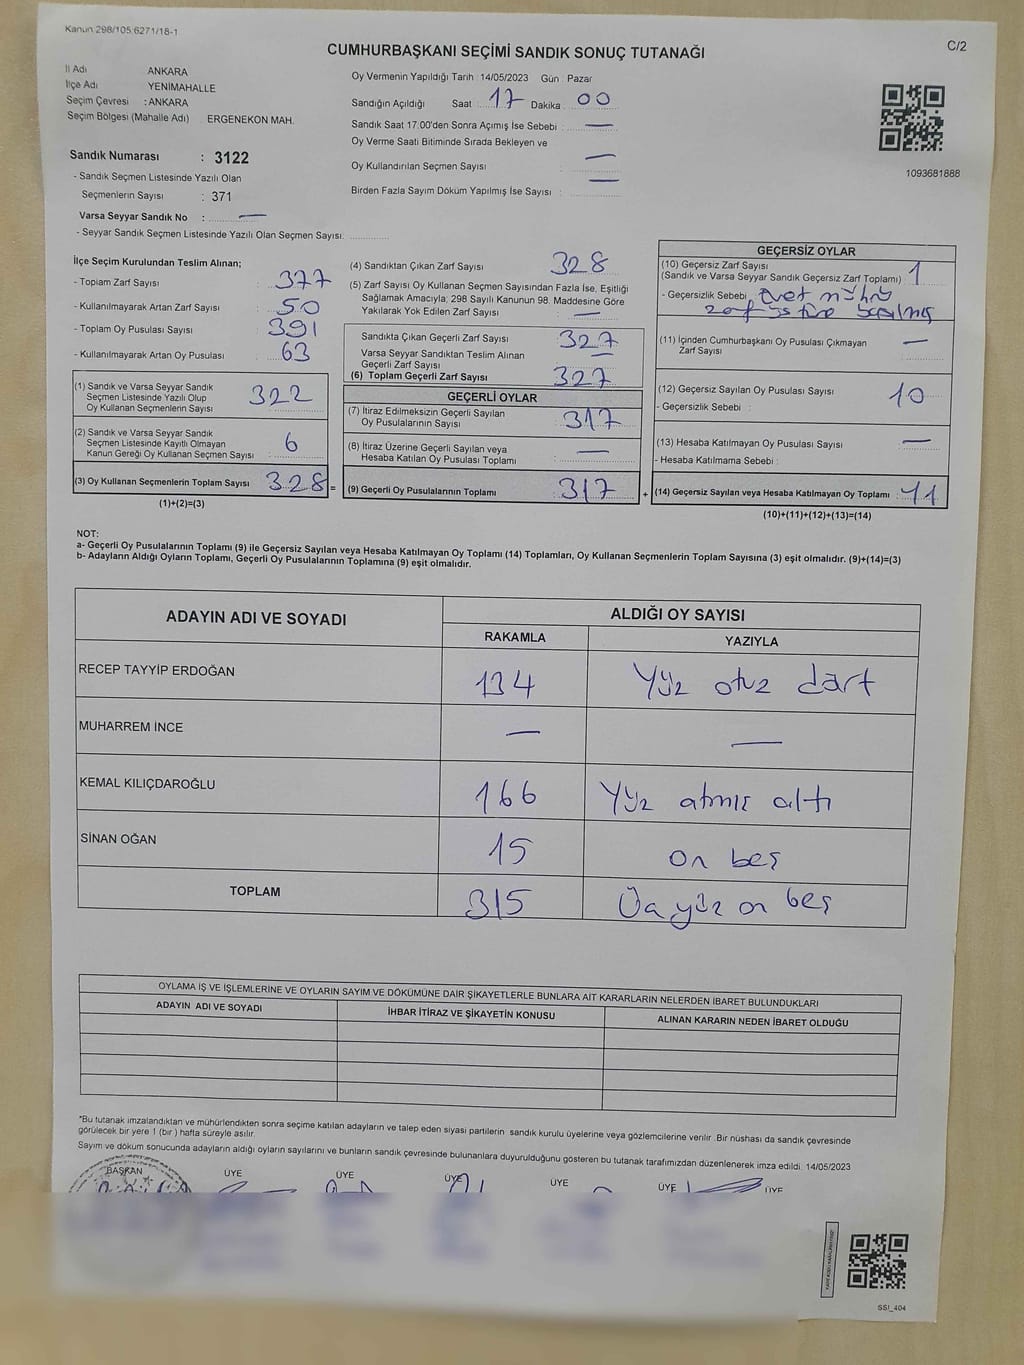 Kanun 298/105:6271/18-1
CUMHURBAŞKANI SEÇİMİ SANDIK SONUÇ TUTANAĞI
C/2
İl Adı ANKARA
İlçe Adı YENİMAHALLE
Seçim Çevresi : ANKARA
Seçim Bölgesi (Mahalle Adı) ERGENEKON MAH.
Sandık Numarası : 3122
- Sandık Seçmen Listesinde Yazılı Olan
Seçmenlerin Sayısı : 371
Varsa Seyyar Sandık No : —
- Seyyar Sandık Seçmen Listesinde Yazılı Olan Seçmen Sayısı:
Oy Vermenin Yapıldığı Tarih : 14/05/2023 Gün : Pazar
Sandığın Açıldığı Saat : 17 Dakika : 00
Sandık Saat 17:00'den Sonra Açımış İse Sebebi : —
Oy Verme Saati Bitiminde Sırada Bekleyen ve
Oy Kullandırılan Seçmen Sayısı : —
Birden Fazla Sayım Döküm Yapılmış İse Sayısı : —
1093681888
İlçe Seçim Kurulundan Teslim Alınan;
- Toplam Zarf Sayısı : 377
- Kullanılmayarak Artan Zarf Sayısı : 50
- Toplam Oy Pusulası Sayısı : 391
- Kullanılmayarak Artan Oy Pusulası : 63
(1) Sandık ve Varsa Seyyar Sandık
Seçmen Listesinde Yazılı Olup
Oy Kullanan Seçmenlerin Sayısı 322
(2) Sandık ve Varsa Seyyar Sandık
Seçmen Listesinde Kayıtlı Olmayan
Kanun Gereği Oy Kullanan Seçmen Sayısı 6
(3) Oy Kullanan Seçmenlerin Toplam Sayısı 328 =
(1)+(2)=(3)
(4) Sandıktan Çıkan Zarf Sayısı 328
(5) Zarf Sayısı Oy Kullanan Seçmen Sayısından Fazla İse, Eşitliği
Sağlamak Amacıyla; 298 Sayılı Kanunun 98. Maddesine Göre
Yakılarak Yok Edilen Zarf Sayısı : —
Sandıkta Çıkan Geçerli Zarf Sayısı 327
Varsa Seyyar Sandıktan Teslim Alınan
Geçerli Zarf Sayısı —
(6) Toplam Geçerli Zarf Sayısı 327
GEÇERLİ OYLAR
(7) İtiraz Edilmeksizin Geçerli Sayılan
Oy Pusulalarının Sayısı 317
(8) İtiraz Üzerine Geçerli Sayılan veya
Hesaba Katılan Oy Pusulası Toplamı —
(9) Geçerli Oy Pusulalarının Toplamı 317 +
GEÇERSİZ OYLAR
(10) Geçersiz Zarf Sayısı
(Sandık ve Varsa Seyyar Sandık Geçersiz Zarf Toplamı) 1
- Geçersizlik Sebebi : Evet mührü
zarf üstüne basılmış
(11) İçinden Cumhurbaşkanı Oy Pusulası Çıkmayan
Zarf Sayısı —
(12) Geçersiz Sayılan Oy Pusulası Sayısı 10
- Geçersizlik Sebebi :
(13) Hesaba Katılmayan Oy Pusulası Sayısı —
- Hesaba Katılmama Sebebi :
(14) Geçersiz Sayılan veya Hesaba Katılmayan Oy Toplamı : 11
(10)+(11)+(12)+(13)=(14)
NOT:
a- Geçerli Oy Pusulalarının Toplamı (9) ile Geçersiz Sayılan veya Hesaba Katılmayan Oy Toplamı (14) Toplamları, Oy Kullanan Seçmenlerin Toplam Sayısına (3) eşit olmalıdır. (9)+(14)=(3)
b- Adayların Aldığı Oyların Toplamı, Geçerli Oy Pusulalarının Toplamına (9) eşit olmalıdır.
ADAYIN ADI VE SOYADI ALDIĞI OY SAYISI
RAKAMLA YAZIYLA
RECEP TAYYİP ERDOĞAN 134 Yüz otuz dört
MUHARREM İNCE — —
KEMAL KILIÇDAROĞLU 166 Yüz atmış altı
SİNAN OĞAN 15 on beş
TOPLAM 315 Üç yüz on beş
OYLAMA İŞ VE İŞLEMLERİNE VE OYLARIN SAYIM VE DÖKÜMÜNE DAİR ŞİKAYETLERLE BUNLARA AİT KARARLARIN NELERDEN İBARET BULUNDUKLARI
ADAYIN ADI VE SOYADI İHBAR İTİRAZ VE ŞİKAYETİN KONUSU ALINAN KARARIN NEDEN İBARET OLDUĞU
*Bu tutanak imzalandıktan ve mühürlendikten sonra seçime katılan adayların ve talep eden siyasi partilerin sandık kurulu üyelerine veya gözlemcilerine verilir .Bir nüshası da sandık çevresinde
görülecek bir yere 1 (bir ) hafta süreyle asılır.
Sayım ve döküm sonucunda adayların aldığı oyların sayılarını ve bunların sandık çevresinde bulunanlara duyurulduğunu gösteren bu tutanak tarafımızdan düzenlenerek imza edildi. 14/05/2023
BAŞKAN ÜYE ÜYE ÜYE ÜYE ÜYE ÜYE
SSI_404